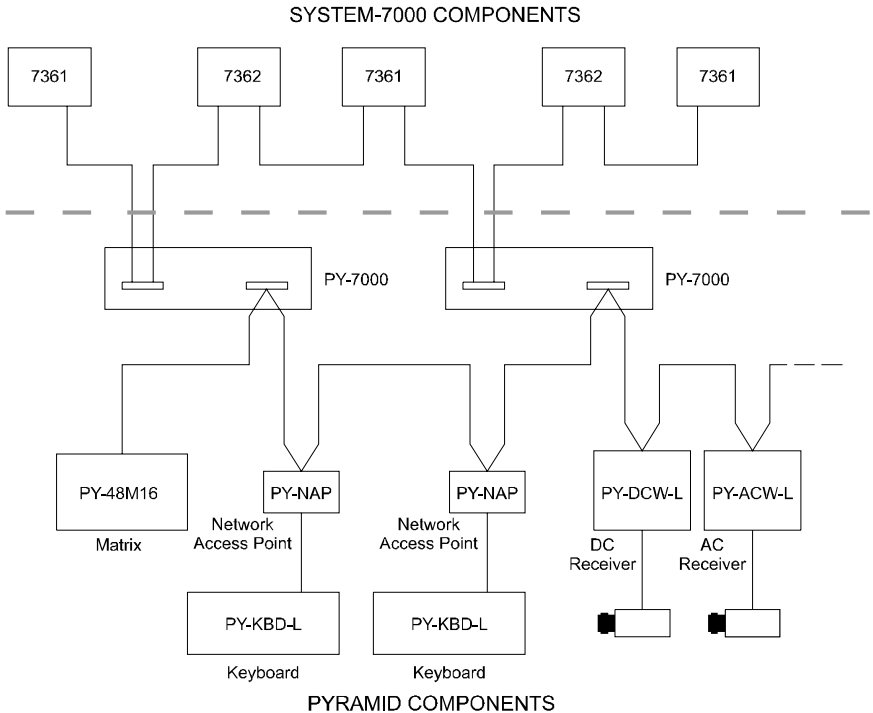 SYSTEM-7000 COMPONENTS
7361
7362
7361
7362
7361
PY-7000
PY-7000
PY-48M16
Matrix
PY-NAP
Network
Access Point
PY-NAP
Network
Access Point
PY-DCW-L
DC
Receiver
PY-ACW-L
AC
Receiver
PY-KBD-L
Keyboard
PY-KBD-L
Keyboard
PYRAMID COMPONENTS